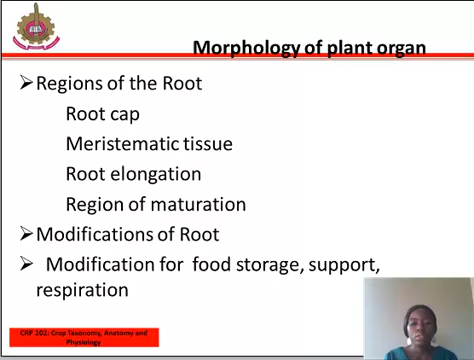 Morphology of plant organ
Regions of the Root
Root cap
Meristematic tissue
Root elongation
Region of maturation
Modifications of Root
Modification for food storage, support,
respiration
CRP 202: Crop Taxonomy, Anatomy and
Physiology